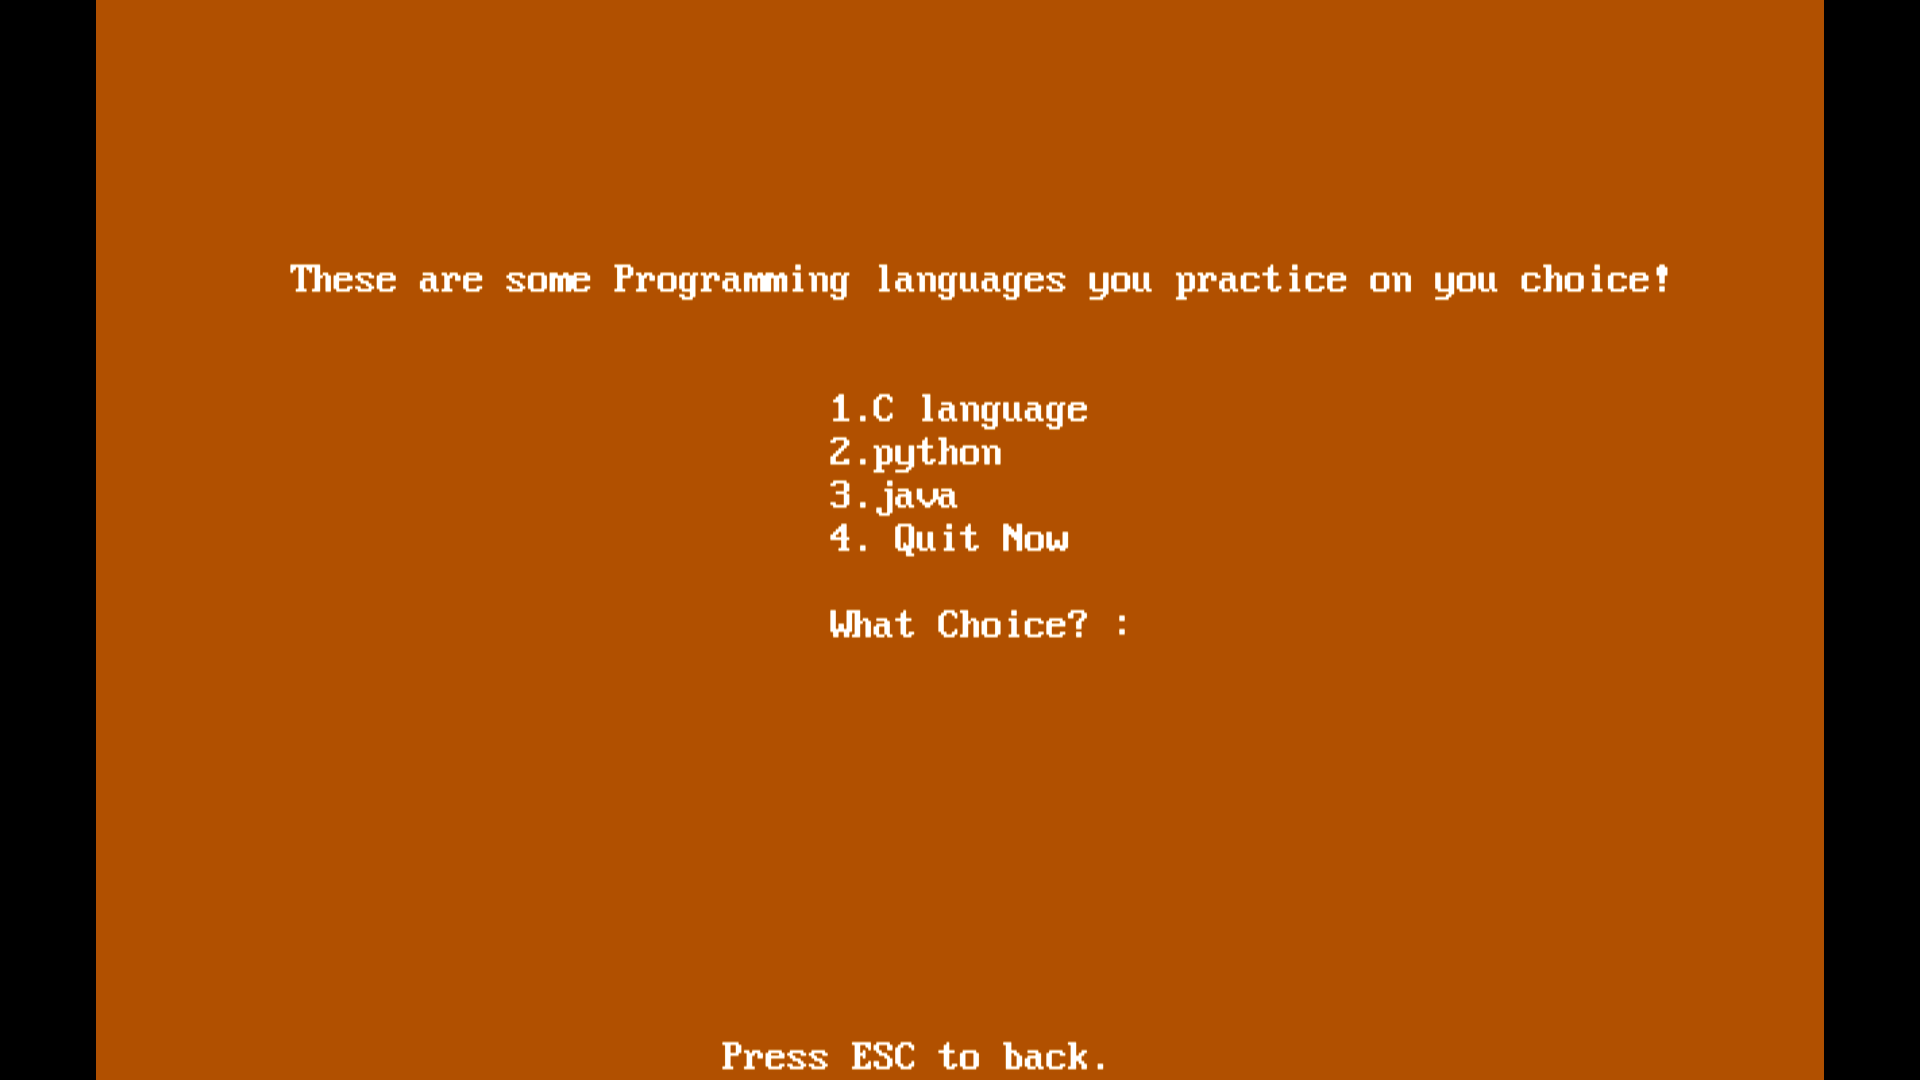 These are some Programming languages you practice on you choice!
1.C language
2.python
3.java
4. Quit Now
What Choice? :
Press ESC to back.